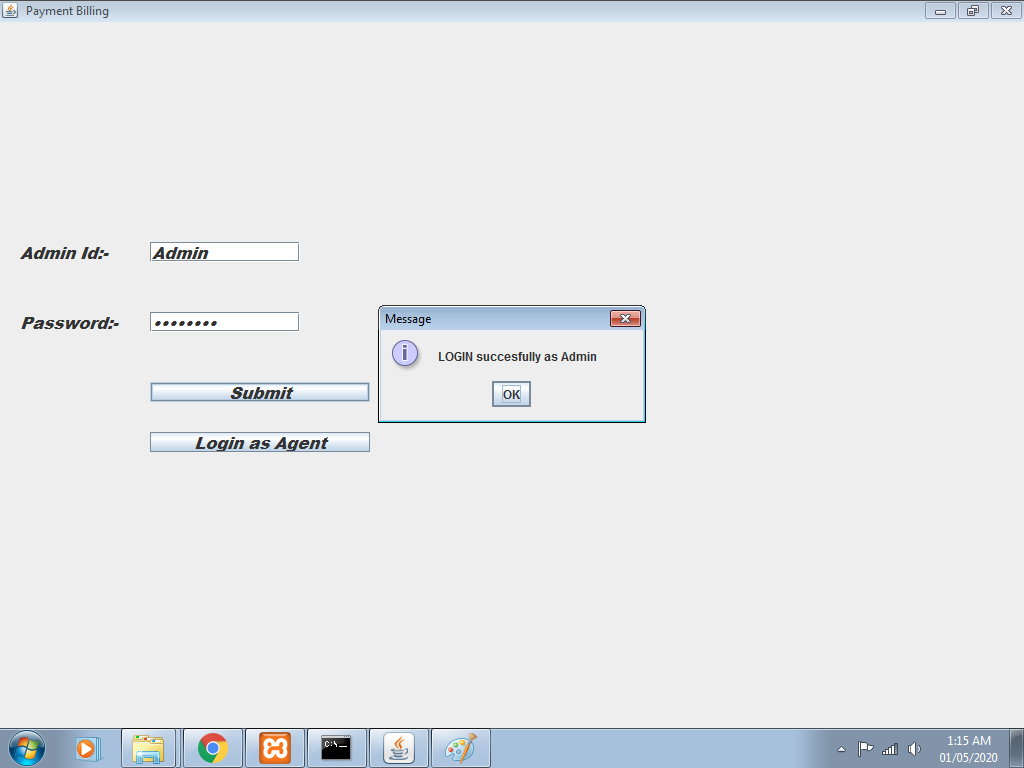 Payment Billing
Admin Id:-
Admin
Password:-
••••••••
Message
LOGIN succesfully as Admin
OK
Submit
Login as Agent
C:\._
1:15 AM
01/05/2020